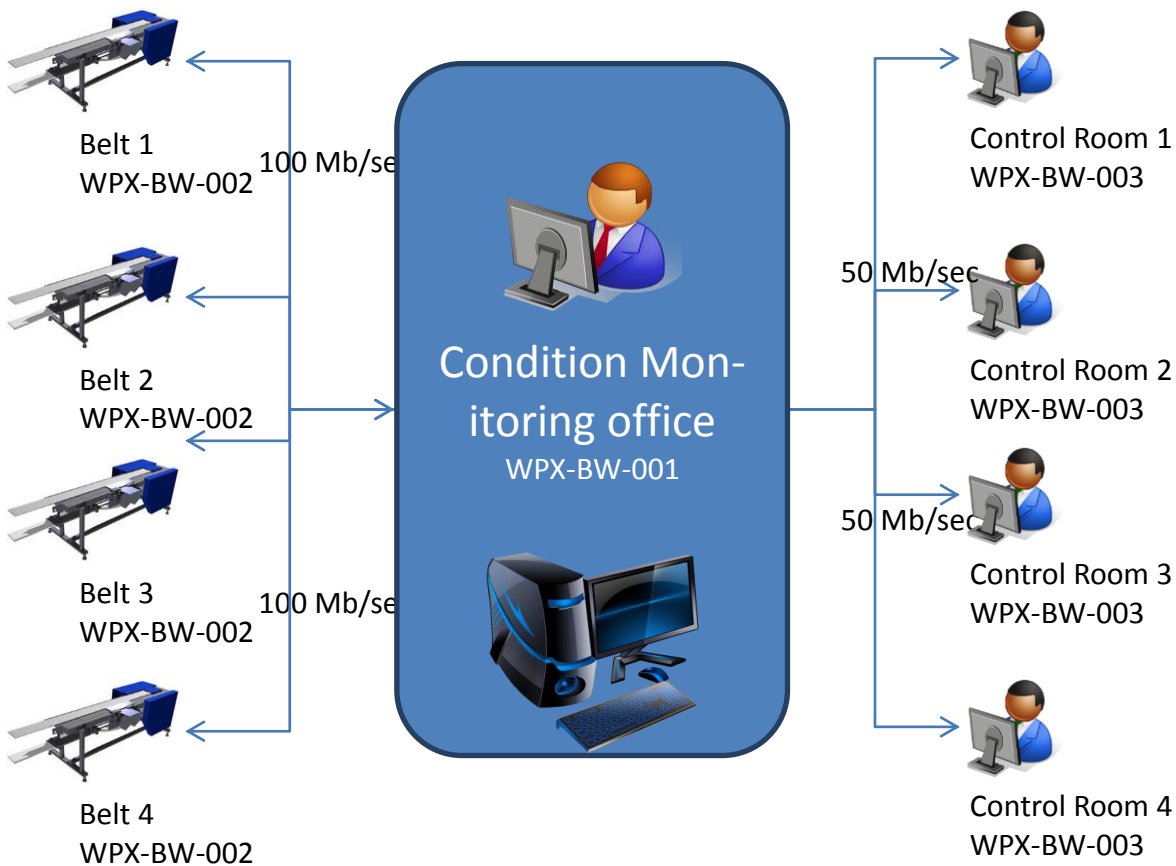 Belt 1
WPX-BW-002
100 Mb/se
Belt 2
WPX-BW-002
Belt 3
WPX-BW-002
100 Mb/se
Belt 4
WPX-BW-002
Condition Mon-
itoring office
WPX-BW-001
Control Room 1
WPX-BW-003
50 Mb/sec
Control Room 2
WPX-BW-003
50 Mb/sec
Control Room 3
WPX-BW-003
Control Room 4
WPX-BW-003